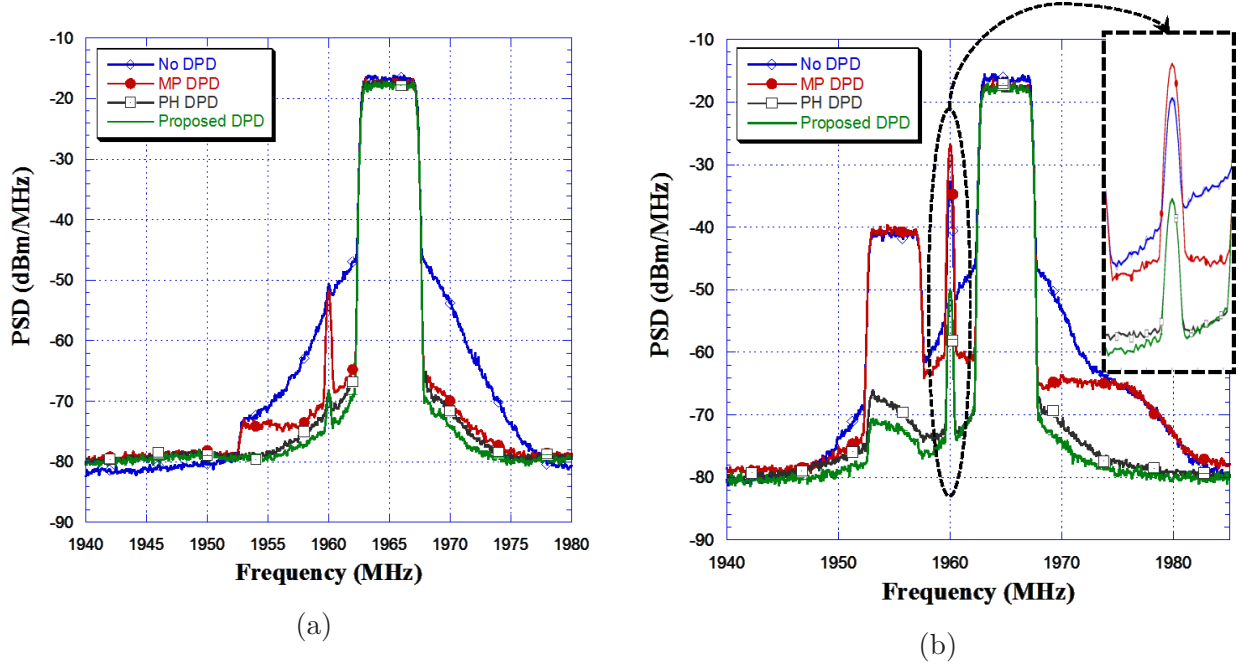 -10
-20
-30
-40
-50
-60
-70
-80
-90
PSD (dBm/MHz)
No DPD
MP DPD
PH DPD
Proposed DPD
1940 1945 1950 1955 1960 1965 1970 1975 1980
Frequency (MHz)
(a)
-10
-20
-30
-40
-50
-60
-70
-80
-90
PSD (dBm/MHz)
No DPD
MP DPD
PH DPD
Proposed DPD
1940 1950 1960 1970 1980
Frequency (MHz)
(b)